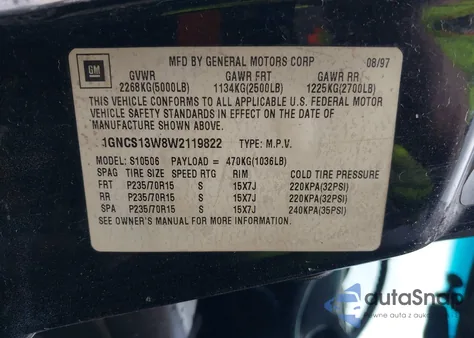 MFD BY GENERAL MOTORS CORP 08/97
GM
GVWR GAWR FRT GAWR RR
2268KG(5000LB) 1134KG(2500LB) 1225KG(2700LB)
THIS VEHICLE CONFORMS TO ALL APPLICABLE U.S. FEDERAL MOTOR
VEHICLE SAFETY STANDARDS IN EFFECT ON THE DATE OF
MANUFACTURE SHOWN ABOVE.
1GNCS13W8W2119822 TYPE: M.P.V.
MODEL: S10506 PAYLOAD = 470KG(1036LB)
SPAG TIRE SIZE SPEED RTG RIM COLD TIRE PRESSURE
FRT P235/70R15 S 15X7J 220KPA(32PSI)
RR P235/70R15 S 15X7J 220KPA(32PSI)
SPA P235/70R15 S 15X7J 240KPA(35PSI)
SEE OWNER'S MANUAL FOR MORE INFORMATION.
autaSnap
pewne auta z aukcji